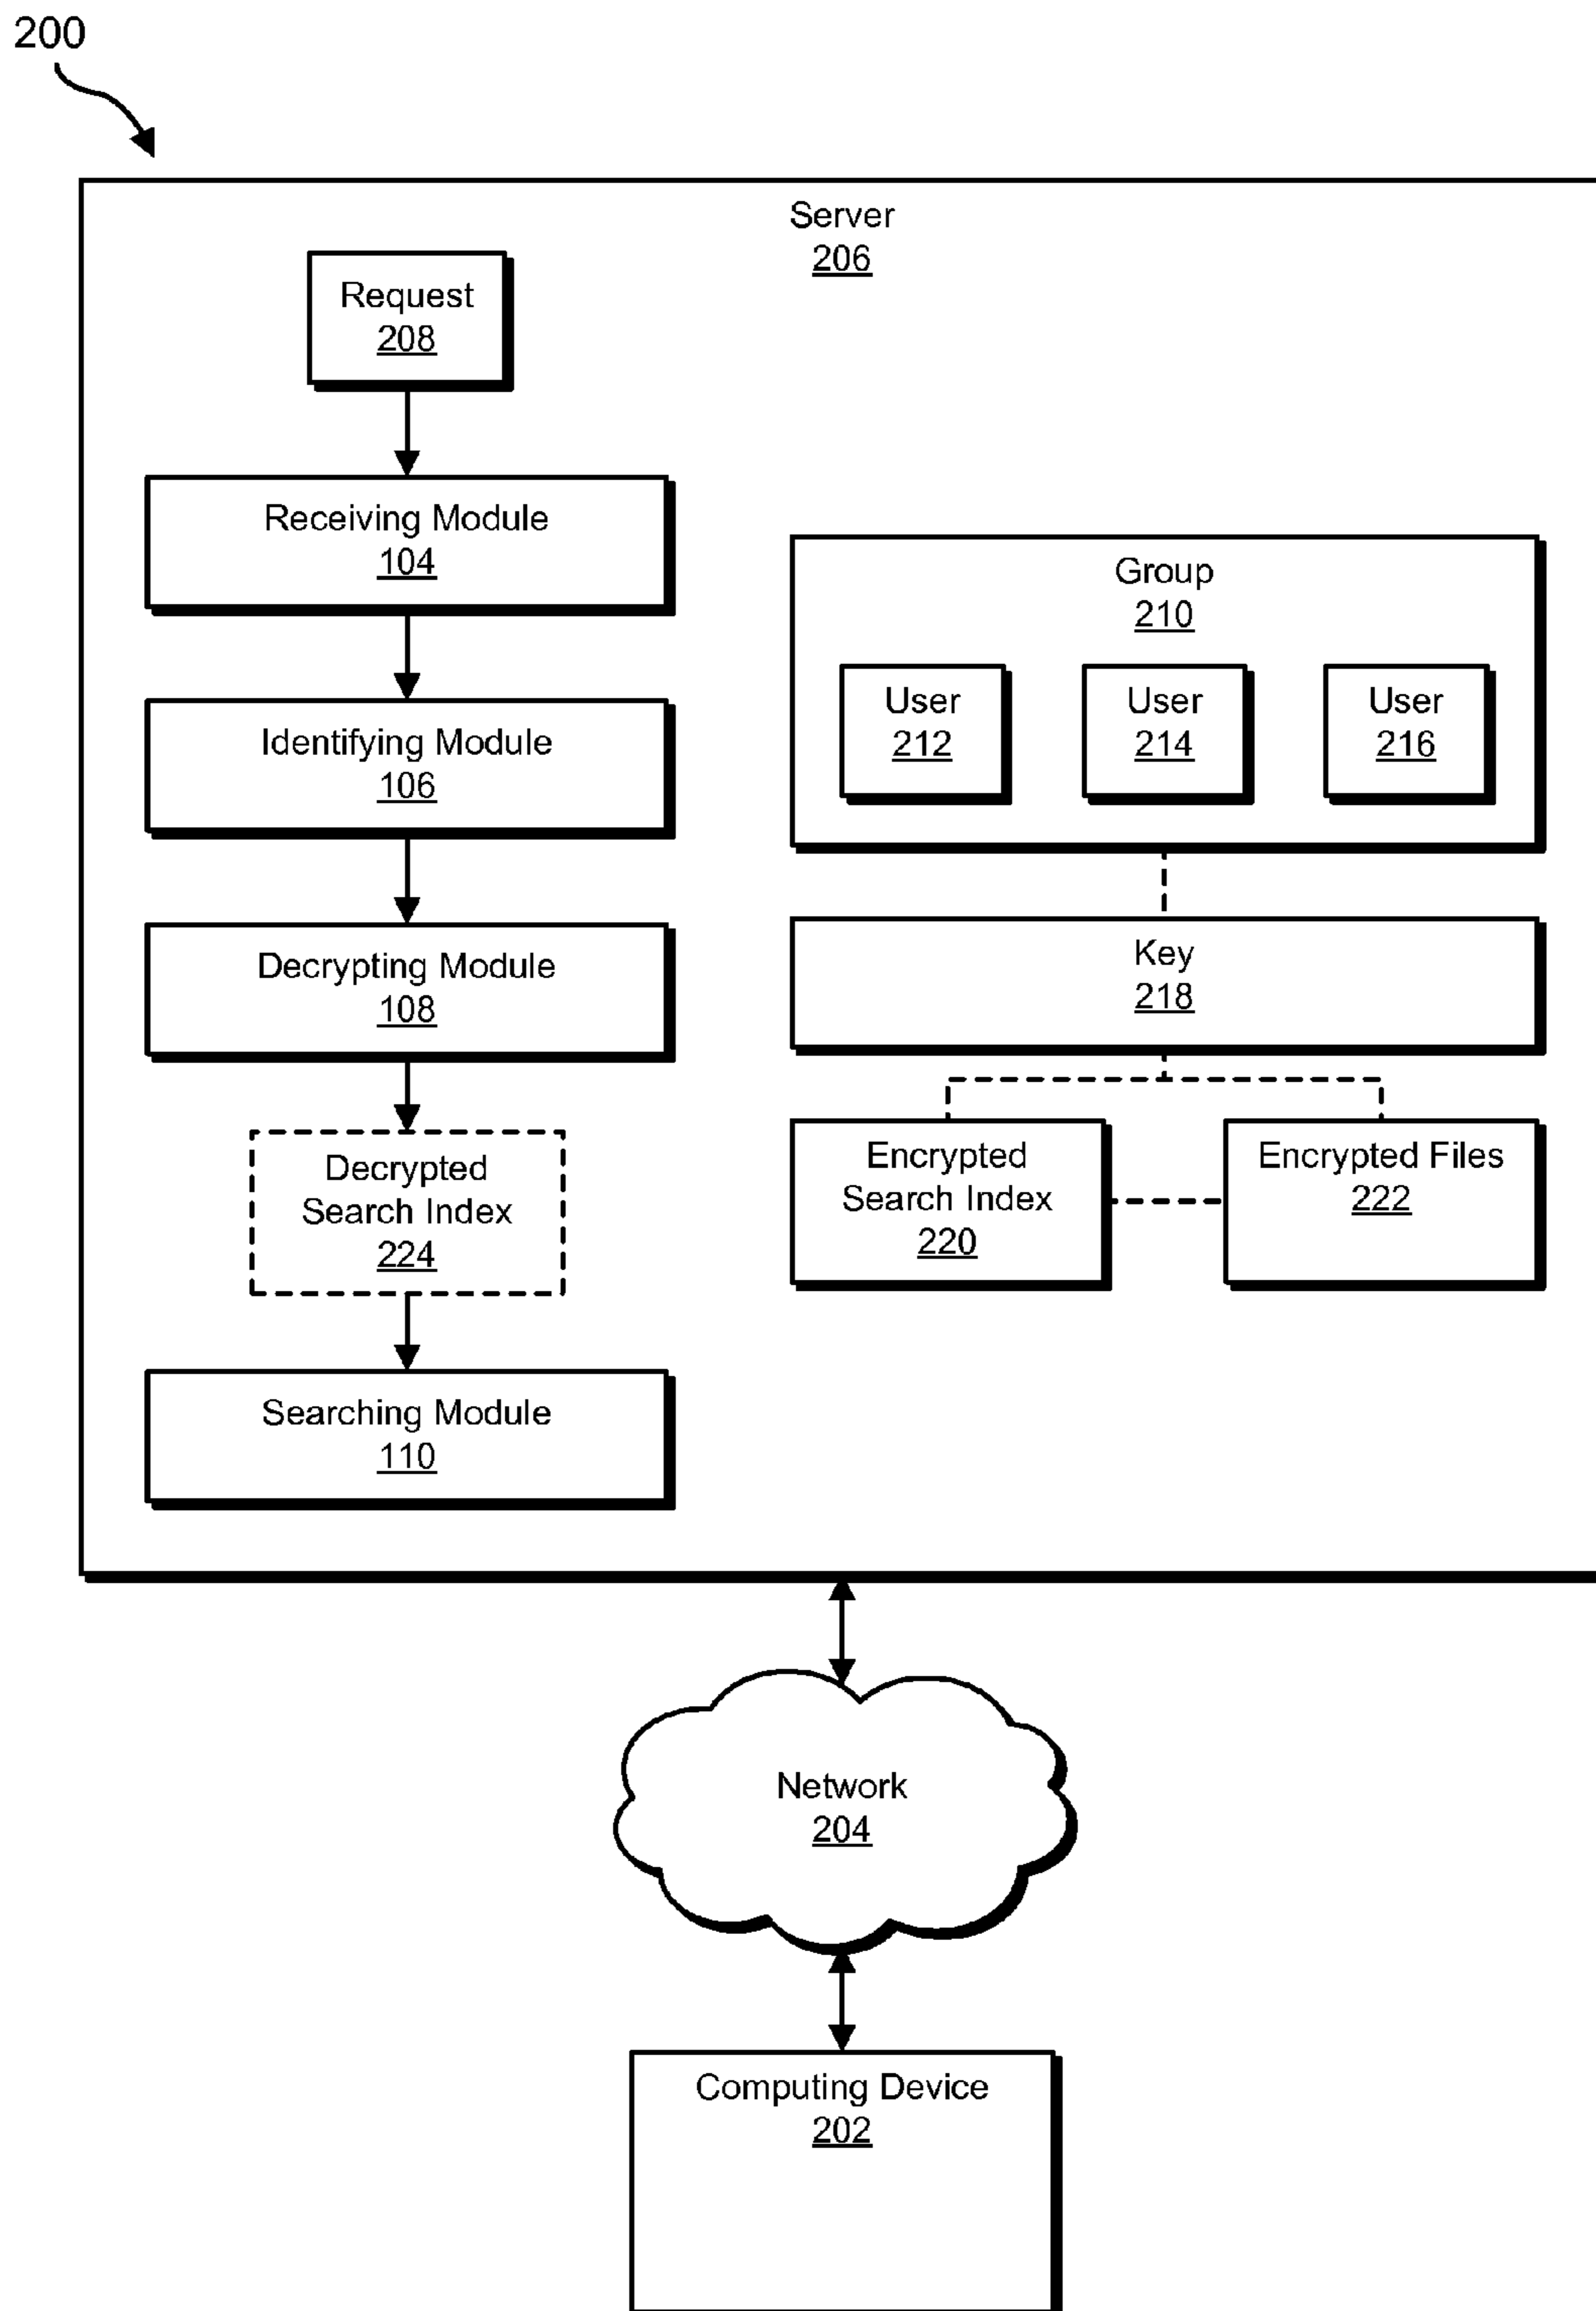 200
Server
206
Request
208
Receiving Module
104
Identifying Module
106
Decrypting Module
108
Decrypted
Search Index
224
Searching Module
110
Group
210
User
212
User
214
User
216
Key
218
Encrypted
Search Index
220
Encrypted Files
222
Network
204
Computing Device
202